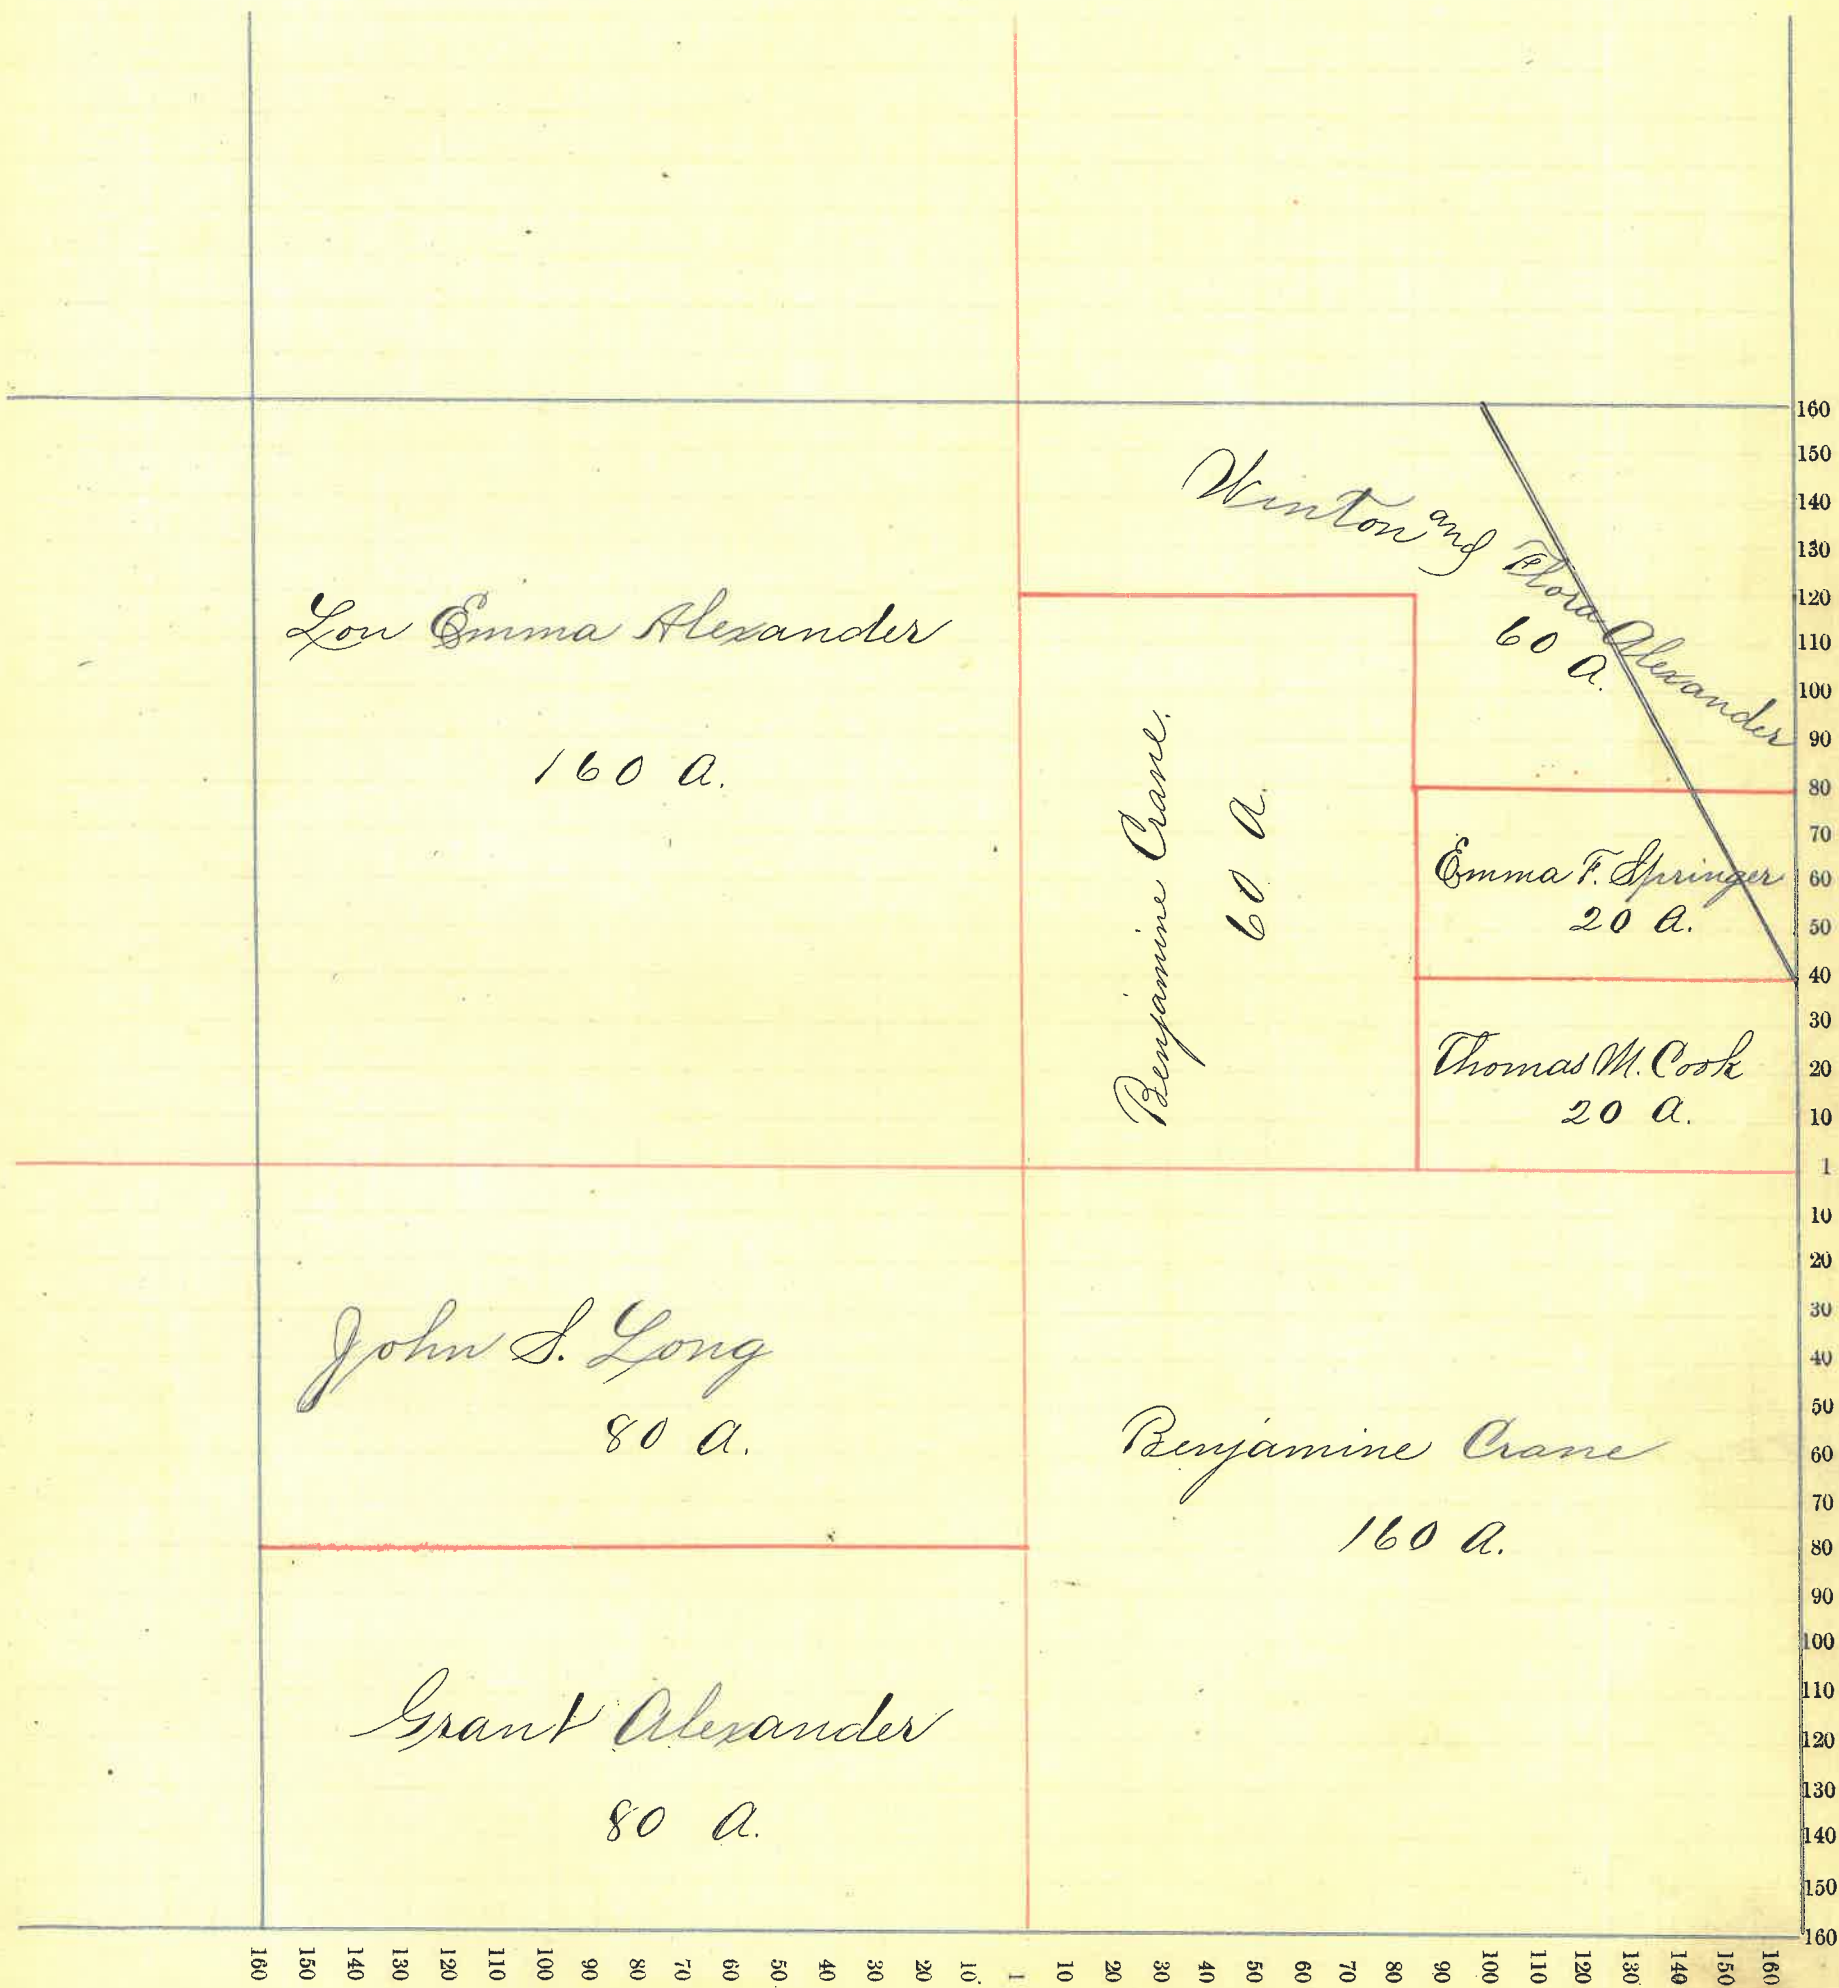 Winton and Flora Alexander
60 A.
Lou Emma Alexander
160 A.
Benjamine Crane.
60 A.
Emma F. Springer
20 A.
Thomas M. Cook
20 A.
John S. Long
80 A.
Benjamine Crane
160 A.
Grant Alexander
80 A.
160
150
140
130
120
110
100
90
80
70
60
50
40
30
20
10
1
10
20
30
40
50
60
70
80
90
100
110
120
130
140
150
160
160 150 140 130 120 110 100 90 80 70 60 50 40 30 20 10 1 10 20 30 40 50 60 70 80 90 100 110 120 130 140 150 160